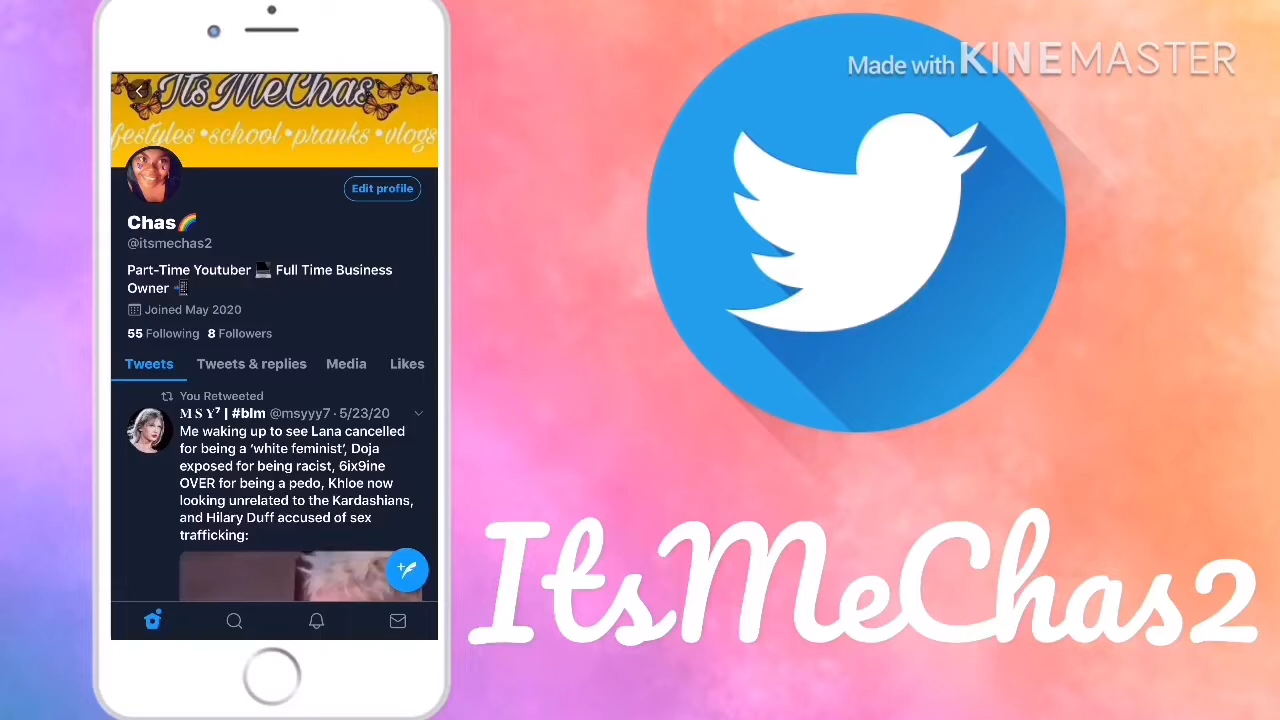 ItsMeChas
festyles•school•pranks•vlogs
Edit profile
Chas🌈
@itsmechas2
Part-Time Youtuber 💻 Full Time Business
Owner 📲
Joined May 2020
55 Following 8 Followers
Tweets Tweets & replies Media Likes
You Retweeted
M S Y⁷ | #blm @msyyy7 · 5/23/20
Me waking up to see Lana cancelled
for being a ‘white feminist’, Doja
exposed for being racist, 6ix9ine
OVER for being a pedo, Khloe now
looking unrelated to the Kardashians,
and Hilary Duff accused of sex
trafficking:
Made with KINEMASTER
ItsMeChas2